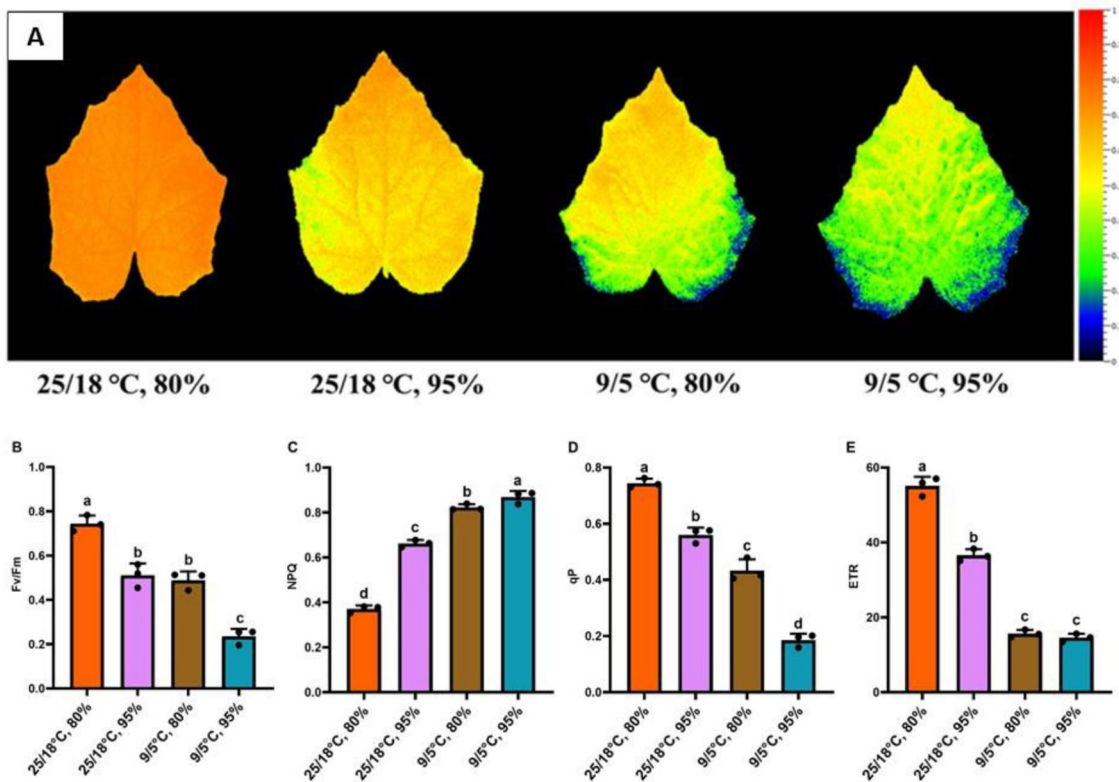 A
1
25/18 °C, 80%
25/18 °C, 95%
9/5 °C, 80%
9/5 °C, 95%
B
Fv/Fm
1.0
0.8
0.6
0.4
0.2
0.0
a
b
b
c
25/18°C, 80%
25/18°C, 95%
9/5°C, 80%
9/5°C, 95%
C
NPQ
1.0
0.8
0.6
0.4
0.2
0.0
d
c
b
a
25/18°C, 80%
25/18°C, 95%
9/5°C, 80%
9/5°C, 95%
D
qP
0.8
0.6
0.4
0.2
0.0
a
b
c
d
25/18°C, 80%
25/18°C, 95%
9/5°C, 80%
9/5°C, 95%
E
ETR
60
40
20
0
a
b
c
c
25/18°C, 80%
25/18°C, 95%
9/5°C, 80%
9/5°C, 95%